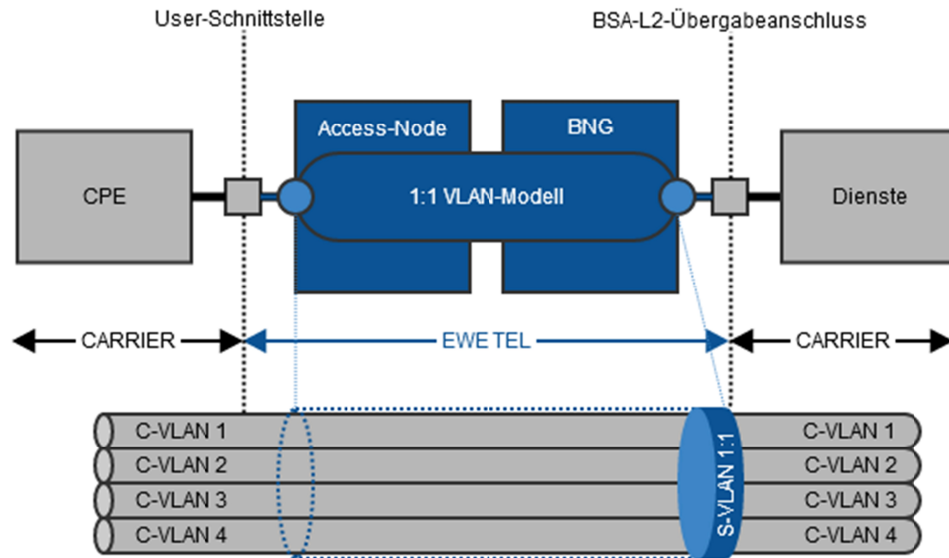 User-Schnittstelle
BSA-L2-Übergabeanschluss
Access-Node
BNG
CPE
1:1 VLAN-Modell
Dienste
CARRIER
EWE TEL
CARRIER
C-VLAN 1
C-VLAN 1
C-VLAN 2
C-VLAN 2
C-VLAN 3
C-VLAN 3
C-VLAN 4
C-VLAN 4
S-VLAN 1:1